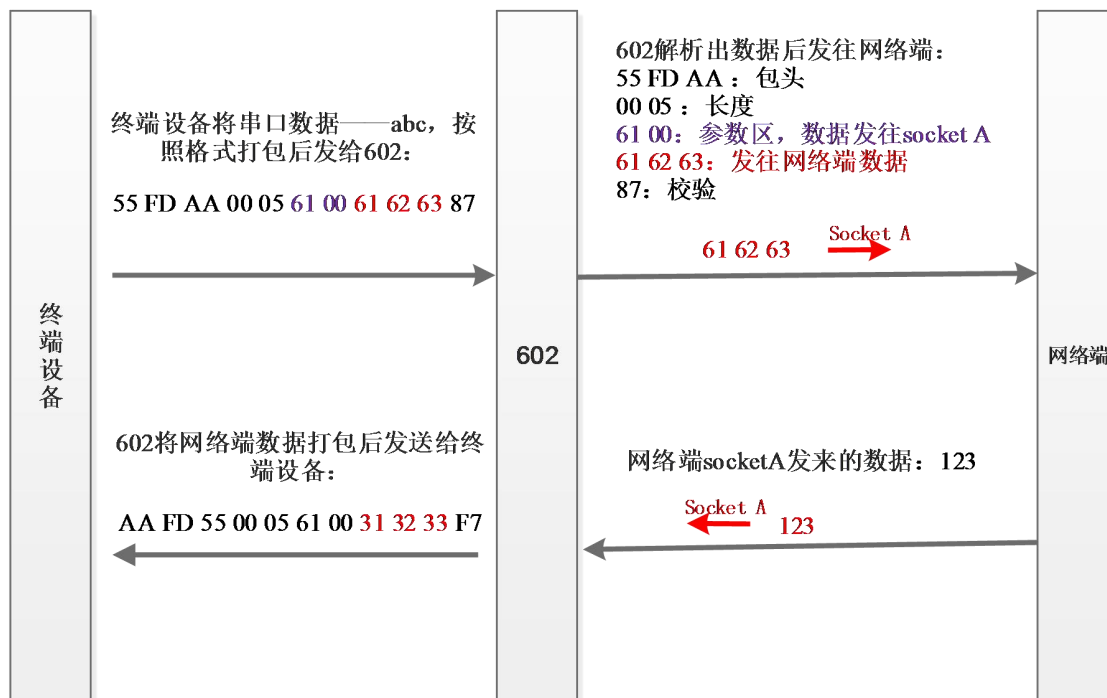 602解析出数据后发往网络端：
55 FD AA：包头
00 05：长度
61 00：参数区，数据发往socket A
61 62 63：发往网络端数据
87：校验
终端设备将串口数据——abc，按
照格式打包后发给602：
55 FD AA 00 05 61 00 61 62 63 87
Socket A
61 62 63
终端设备
602
网络端
602将网络端数据打包后发送给终
端设备：
AA FD 55 00 05 61 00 31 32 33 F7
网络端socketA发来的数据：123
Socket A
123